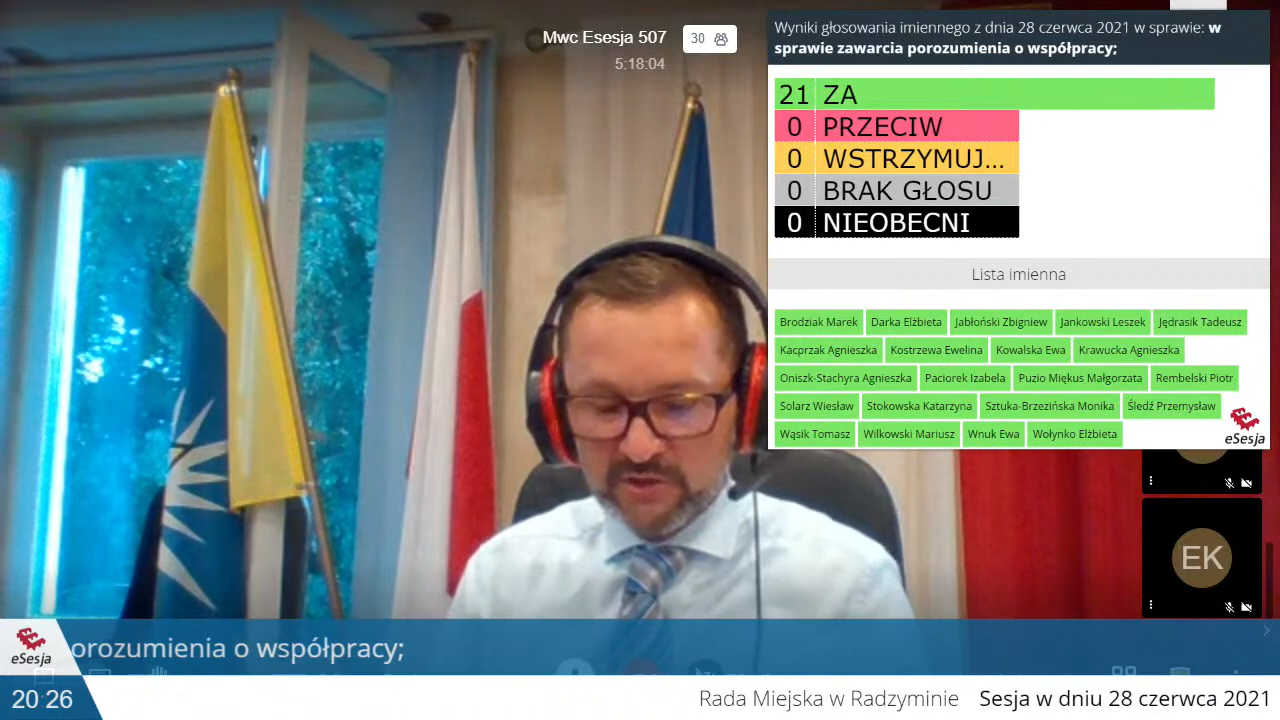 Mwc Esesja 507
30
5:18:04
Wyniki głosowania imiennego z dnia 28 czerwca 2021 w sprawie: w
sprawie zawarcia porozumienia o współpracy;
21 ZA
0 PRZECIW
0 WSTRZYMUJ...
0 BRAK GŁOSU
0 NIEOBECNI
Lista imienna
Brodziak Marek Darka Elżbieta Jabłoński Zbigniew Jankowski Leszek Jędrasik Tadeusz
Kacprzak Agnieszka Kostrzewa Ewelina Kowalska Ewa Krawucka Agnieszka
Oniszk-Stachyra Agnieszka Paciorek Izabela Puzio Miękus Małgorzata Rembelski Piotr
Solarz Wiesław Stokowska Katarzyna Sztuka-Brzezińska Monika Śledź Przemysław
Wąsik Tomasz Wilkowski Mariusz Wnuk Ewa Wołynko Elżbieta
eSesja
EK
eSesja
orozumienia o współpracy;
20:26
Rada Miejska w Radzyminie Sesja w dniu 28 czerwca 2021